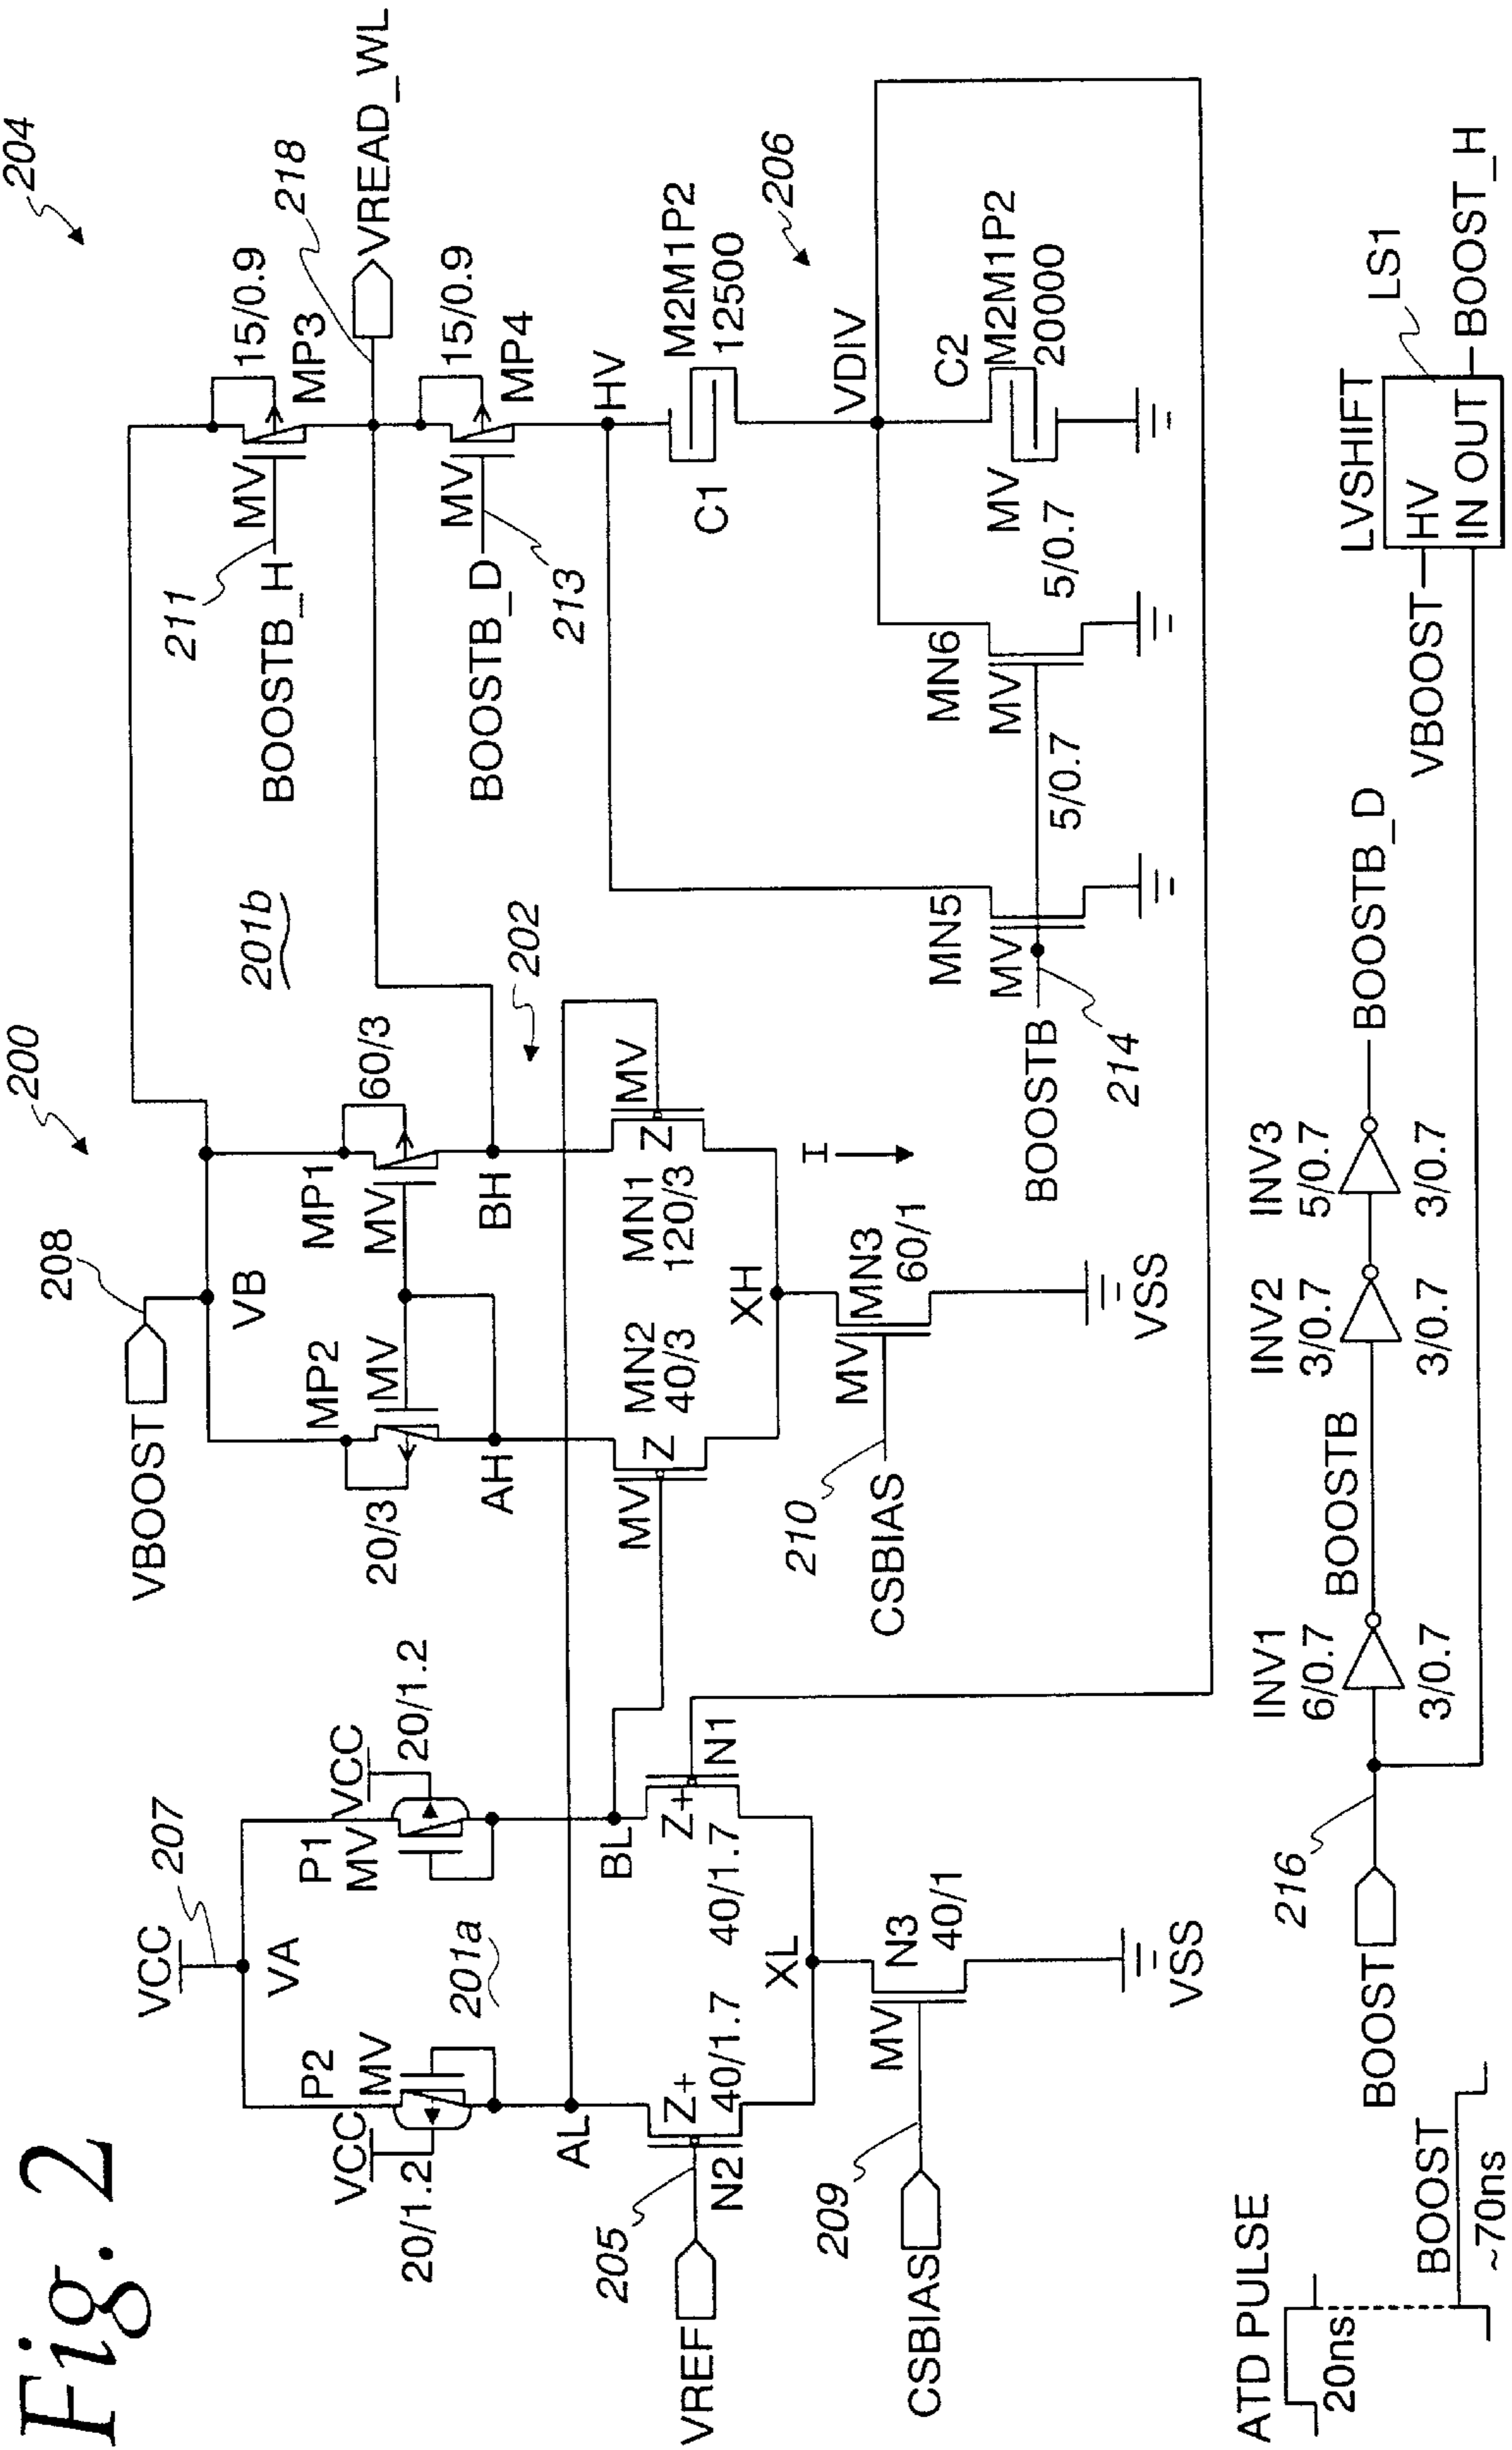 Fig. 2
200
204
208
VBOOST
VB
201b
218
VREAD_WL
15/0.9
MP3
MV
211
BOOSTB_H
15/0.9
MP4
MV
BOOSTB_D
213
HV
C1
M2M1P2
12500
206
VDIV
C2
M2M1P2
20000
MV
5/0.7
MN6
MV
5/0.7
MN5
MV
BOOSTB
214
MP2
MV
20/3
AH
MP1
MV
60/3
BH
202
MV
Z
MN2
40/3
MN1
120/3
Z
MV
XH
I
MV
MN3
60/1
210
CSBIAS
VSS
VCC
207
VA
P2
MV
VCC
20/1.2
P1
MV
VCC
20/1.2
201a
AL
BL
205
VREF
N2
Z+
40/1.7
40/1.7
Z+
N1
XL
MV
N3
40/1
209
CSBIAS
VSS
ATD PULSE
20ns
BOOST
~70ns
BOOST
216
INV1
6/0.7
3/0.7
BOOSTB
INV2
3/0.7
3/0.7
INV3
5/0.7
3/0.7
BOOSTB_D
LVSHIFT
LS1
VBOOST
HV
IN OUT
BOOST_H